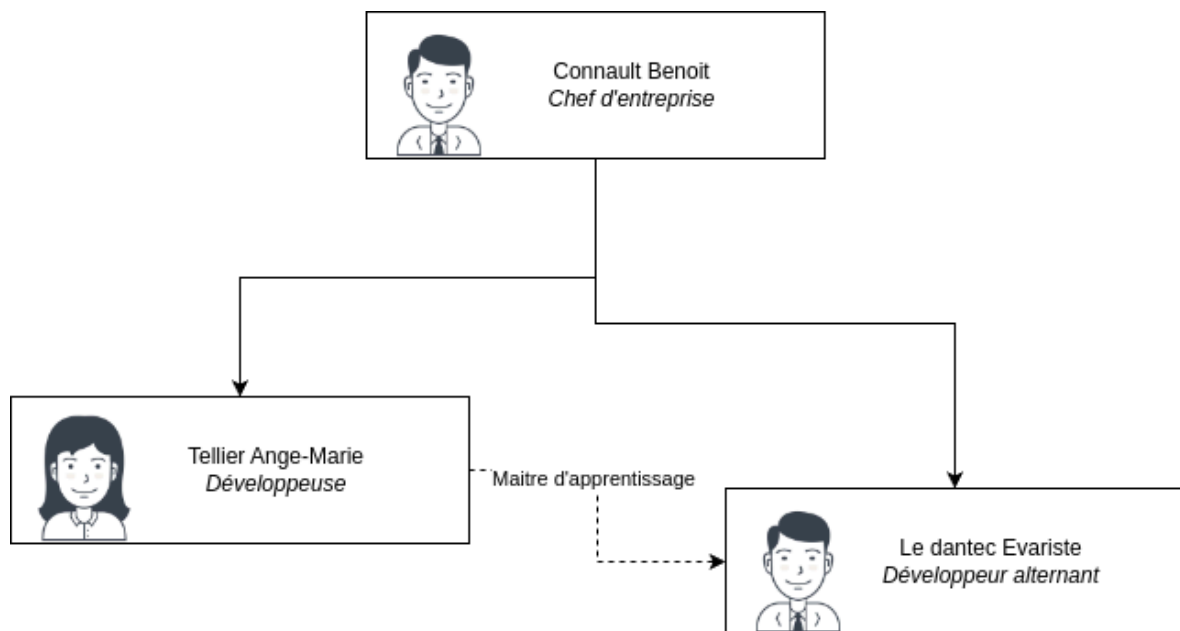 Connault Benoit
Chef d'entreprise
Tellier Ange-Marie
Développeuse
Maitre d'apprentissage
Le dantec Evariste
Développeur alternant